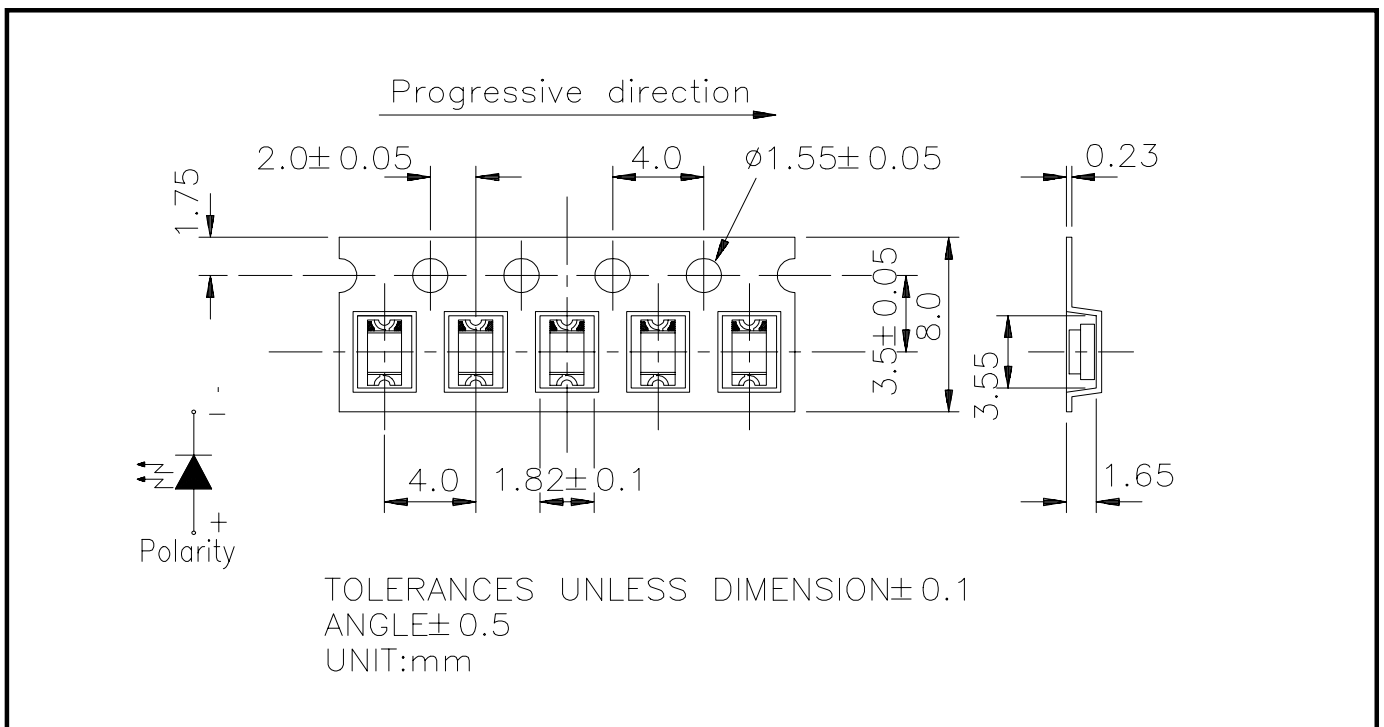 Progressive direction
2.0±0.05
4.0
ø1.55±0.05
0.23
1.75
3.5±0.05
8.0
3.55
-
4.0
1.82±0.1
1.65
+
Polarity
TOLERANCES UNLESS DIMENSION±0.1
ANGLE±0.5
UNIT:mm